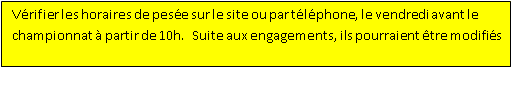 Vérifier les horaires de pesée sur le site ou par téléphone, le vendredi avant le
championnat à partir de 10h. Suite aux engagements, ils pourraient être modifiés